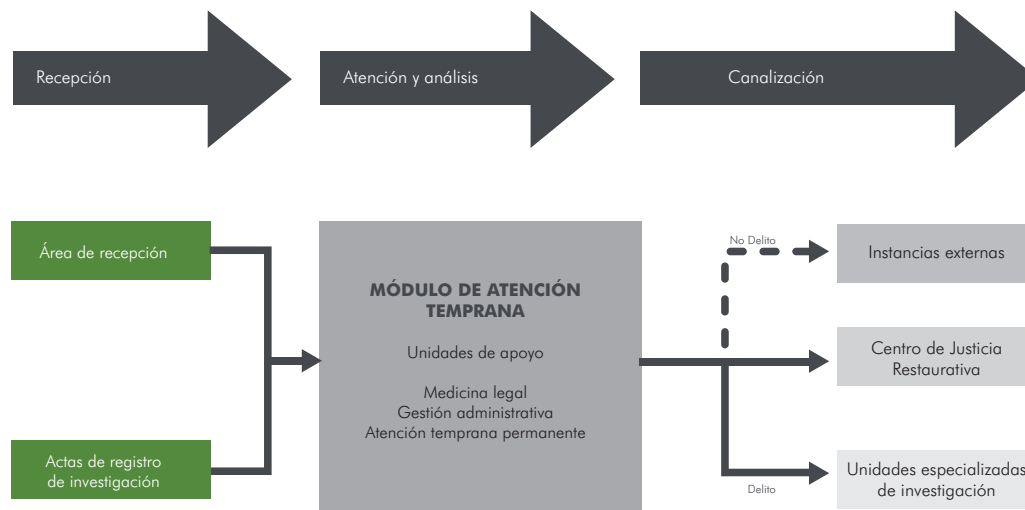 Recepción
Atención y análisis
Canalización
Área de recepción
Actas de registro
de investigación
MÓDULO DE ATENCIÓN
TEMPRANA
Unidades de apoyo
Medicina legal
Gestión administrativa
Atención temprana permanente
No Delito
Instancias externas
Centro de Justicia
Restaurativa
Delito
Unidades especializadas
de investigación